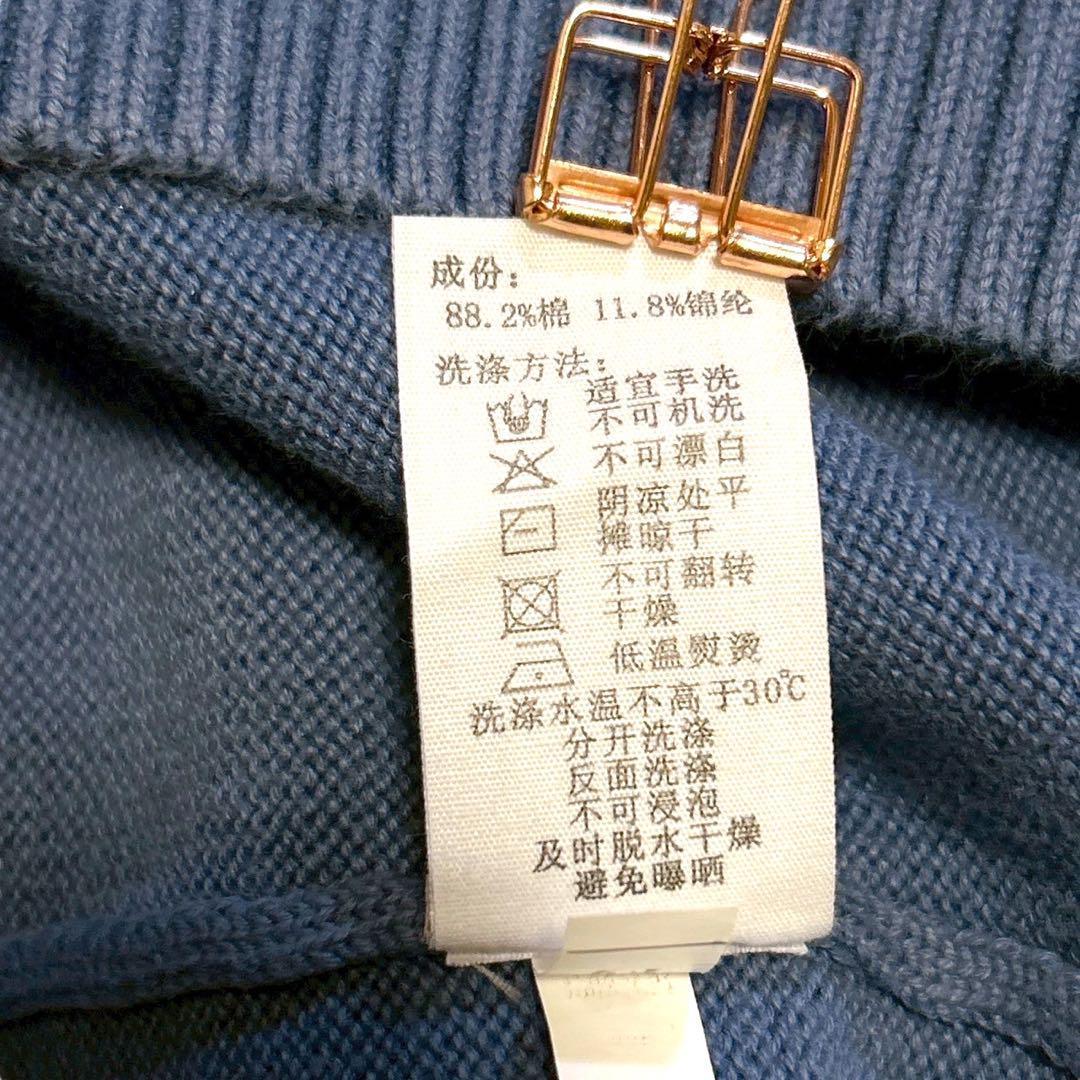 成份：
88.2%棉 11.8%锦纶
洗涤方法：
适宜手洗
不可机洗
不可漂白
阴凉处平
摊晾干
不可翻转
干燥
低温熨烫
洗涤水温不高于30℃
分开洗涤
反面洗涤
不可浸泡
及时脱水干燥
避免曝晒